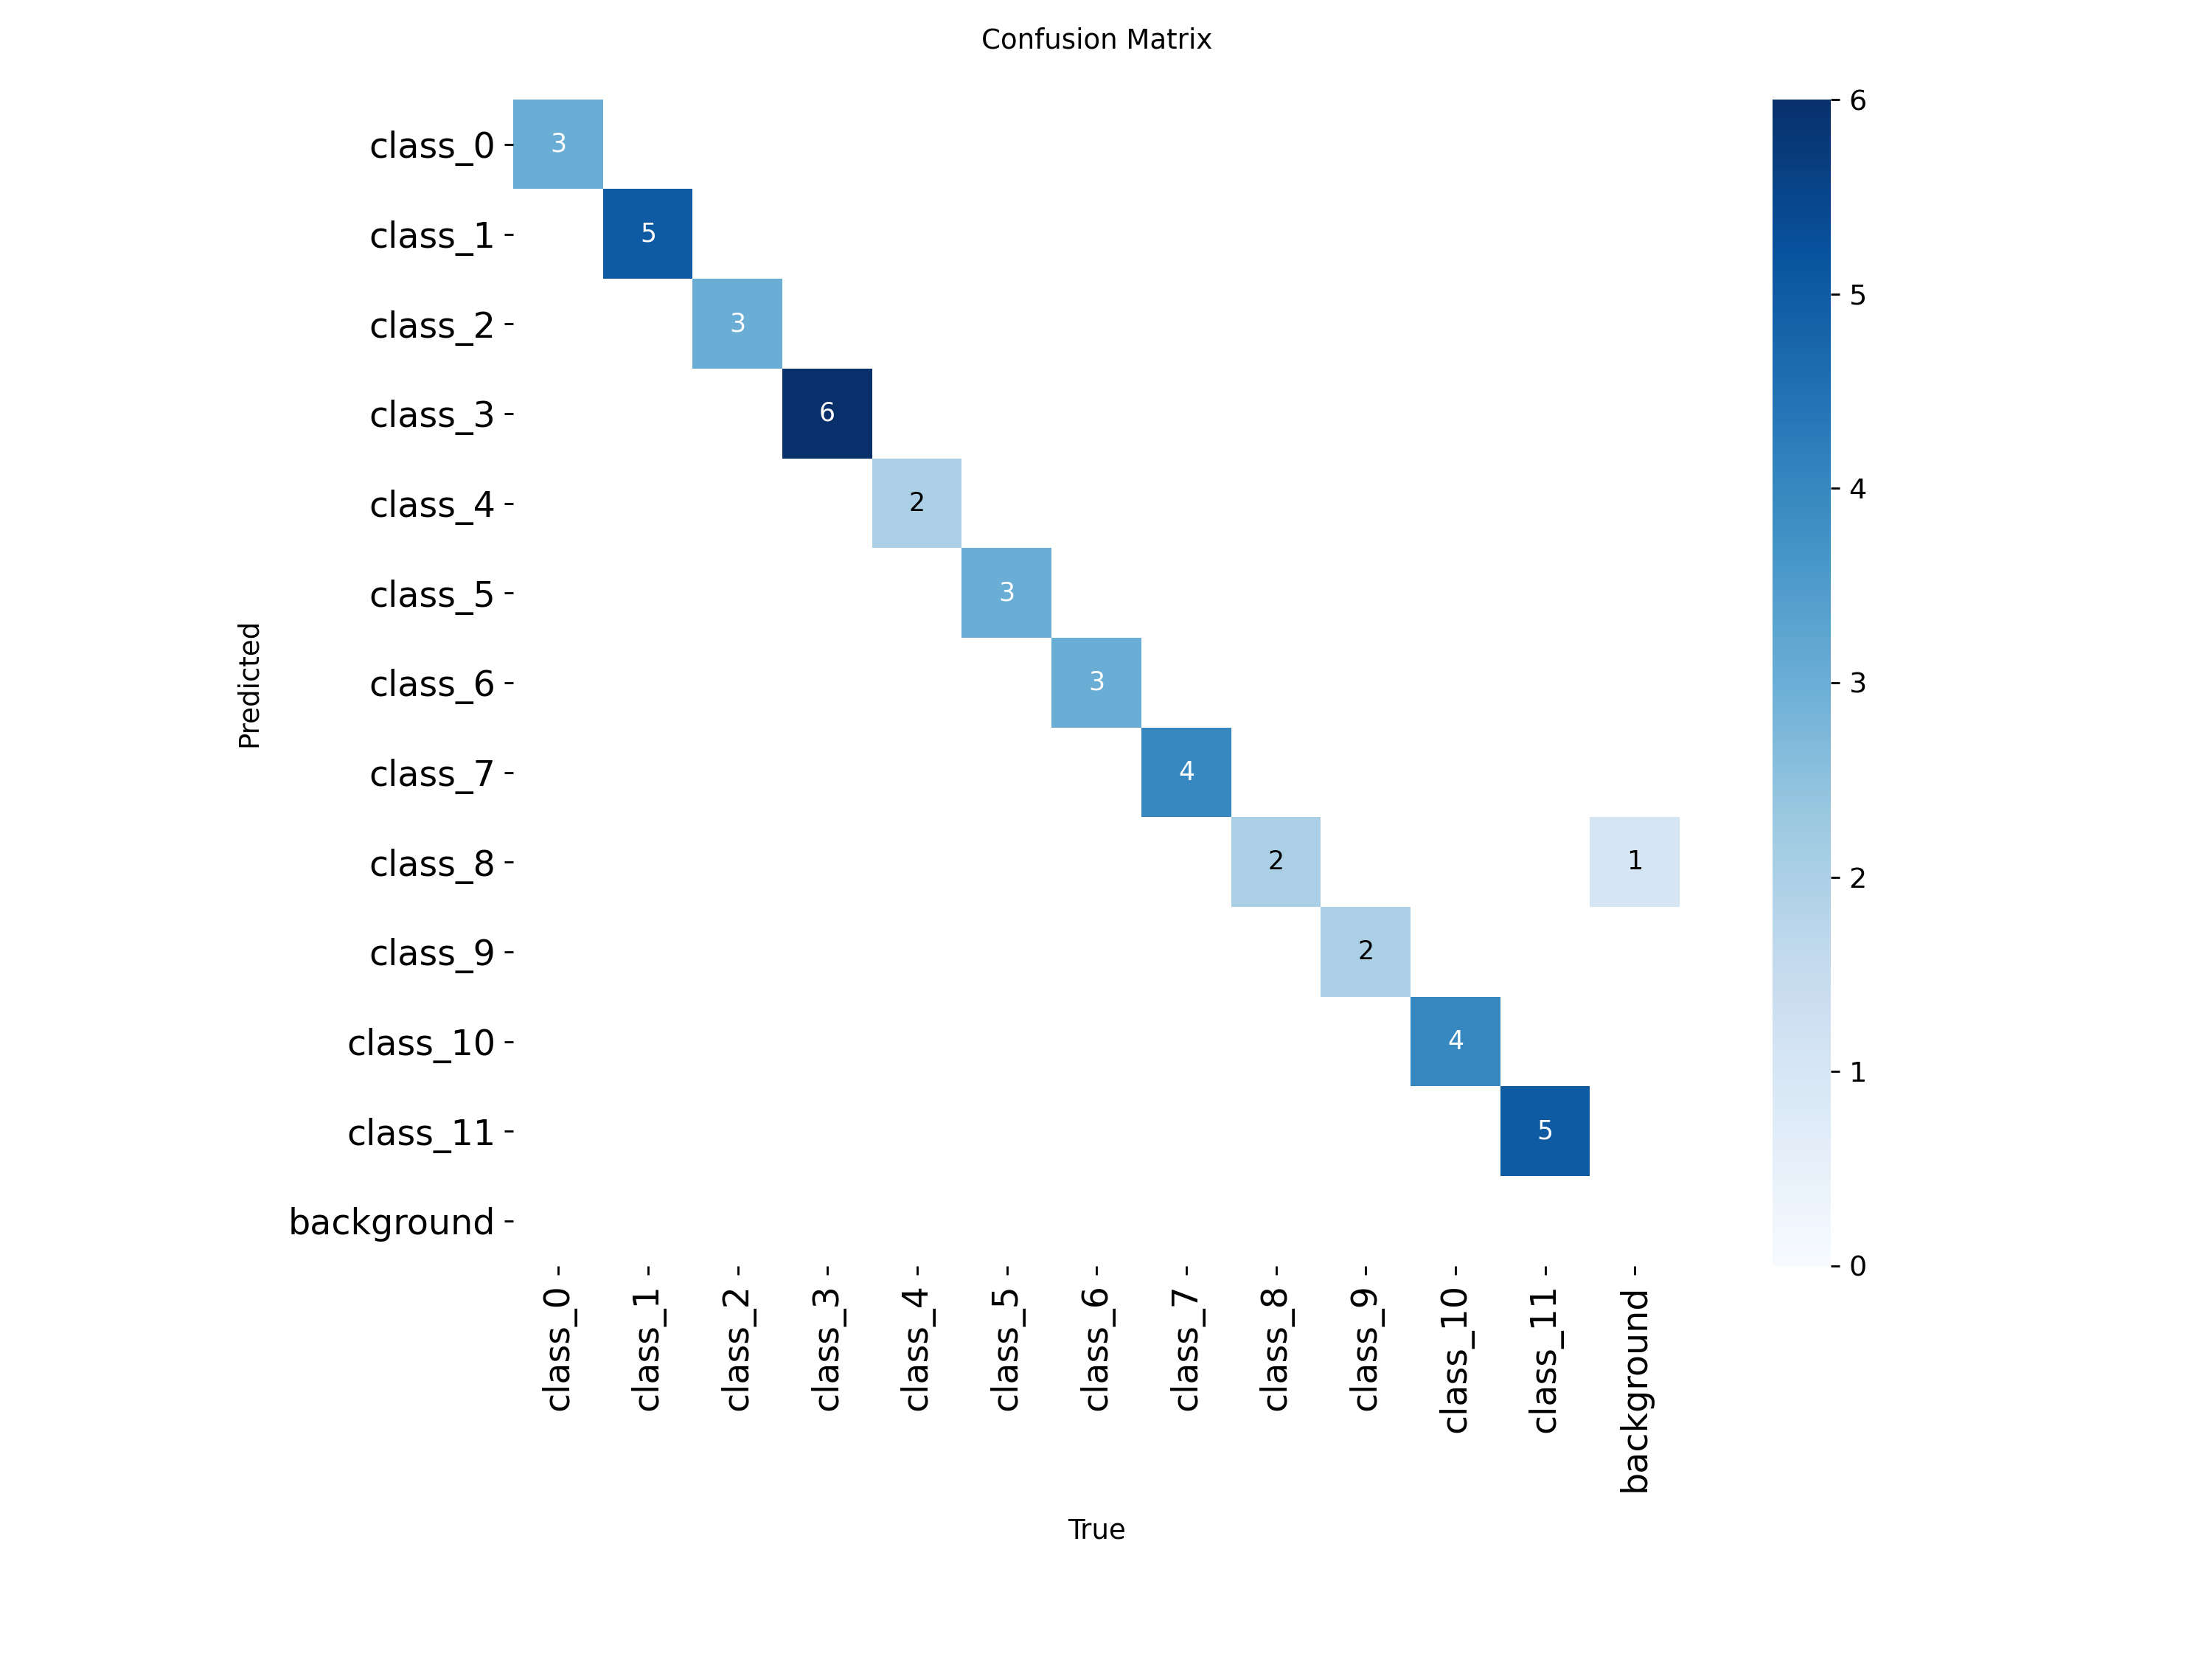 Confusion Matrix
class_0 3
class_1 5
class_2 3
class_3 6
class_4 2
class_5 3
class_6 3
class_7 4
class_8 2 1
class_9 2
class_10 4
class_11 5
background
Predicted
class_0 class_1 class_2 class_3 class_4 class_5 class_6 class_7 class_8 class_9 class_10 class_11 background
True
6
5
4
3
2
1
0